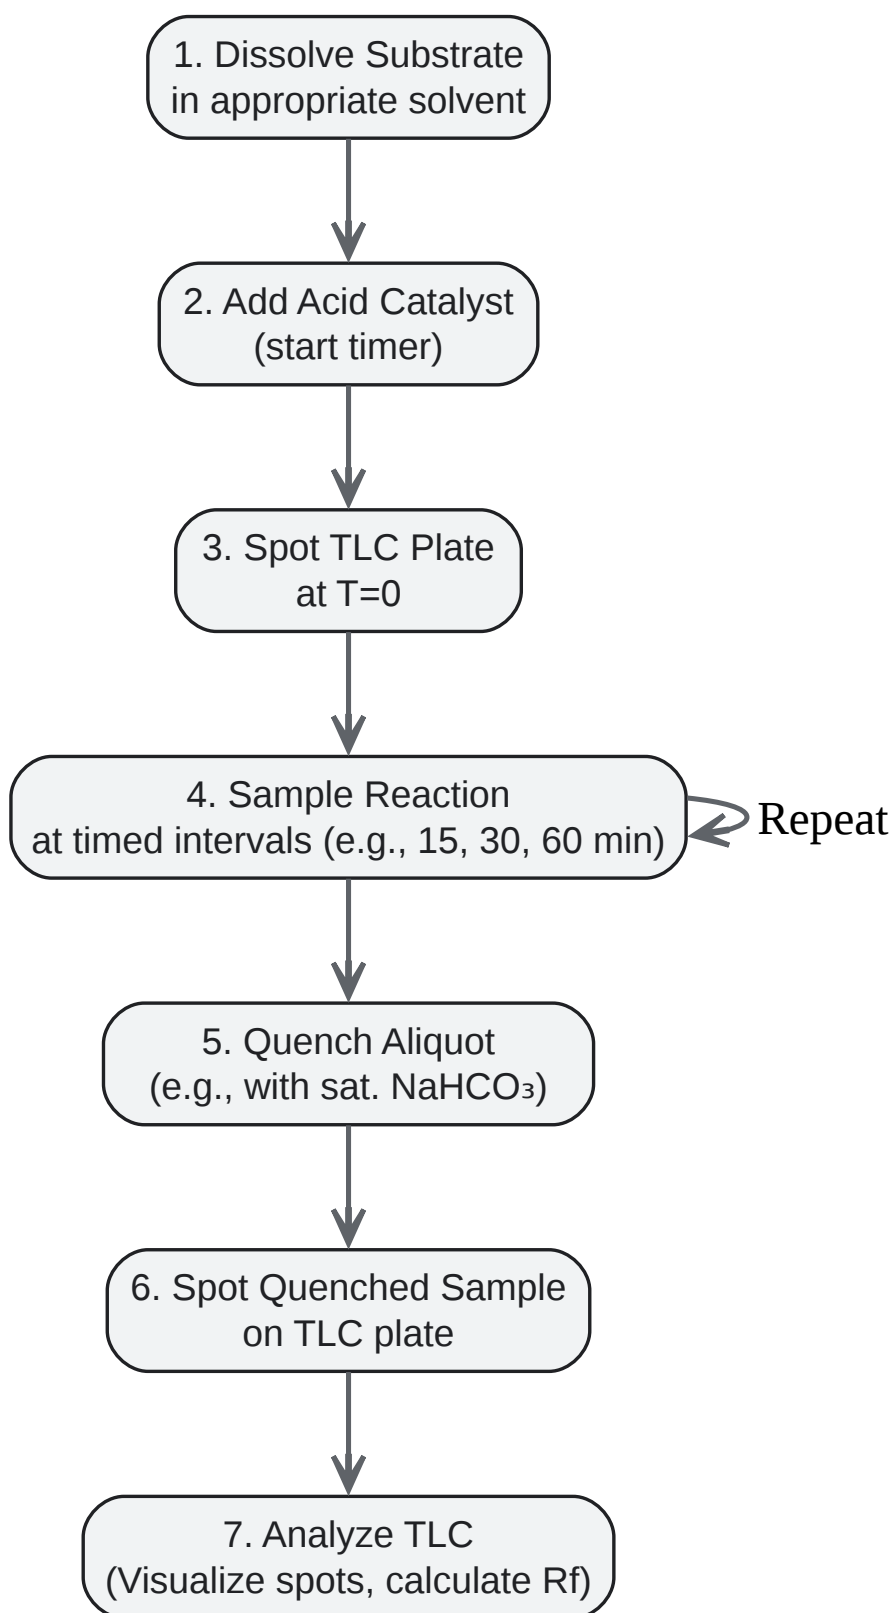 1. Dissolve Substrate
in appropriate solvent
2. Add Acid Catalyst
(start timer)
3. Spot TLC Plate
at T=0
4. Sample Reaction
at timed intervals (e.g., 15, 30, 60 min)
Repeat
5. Quench Aliquot
(e.g., with sat. NaHCO₃)
6. Spot Quenched Sample
on TLC plate
7. Analyze TLC
(Visualize spots, calculate Rf)